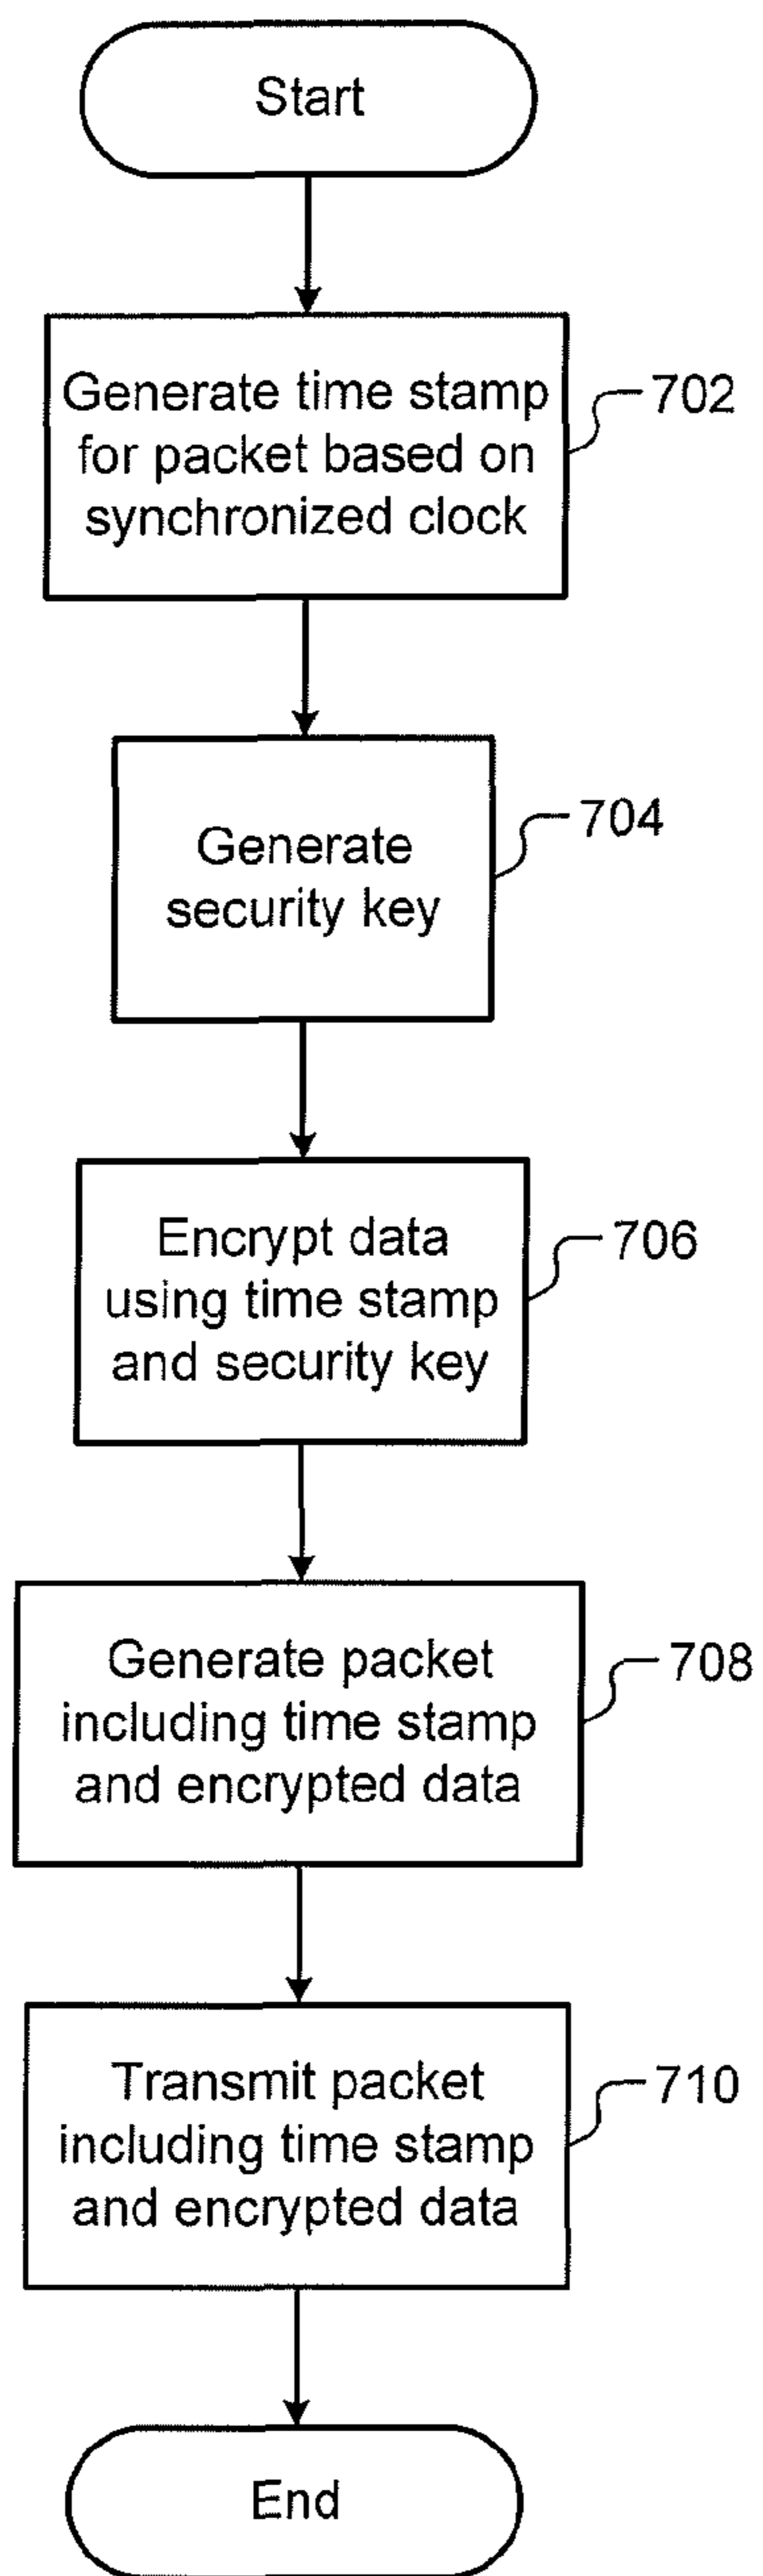 Start
Generate time stamp
for packet based on
synchronized clock
702
Generate
security key
704
Encrypt data
using time stamp
and security key
706
Generate packet
including time stamp
and encrypted data
708
Transmit packet
including time stamp
and encrypted data
710
End